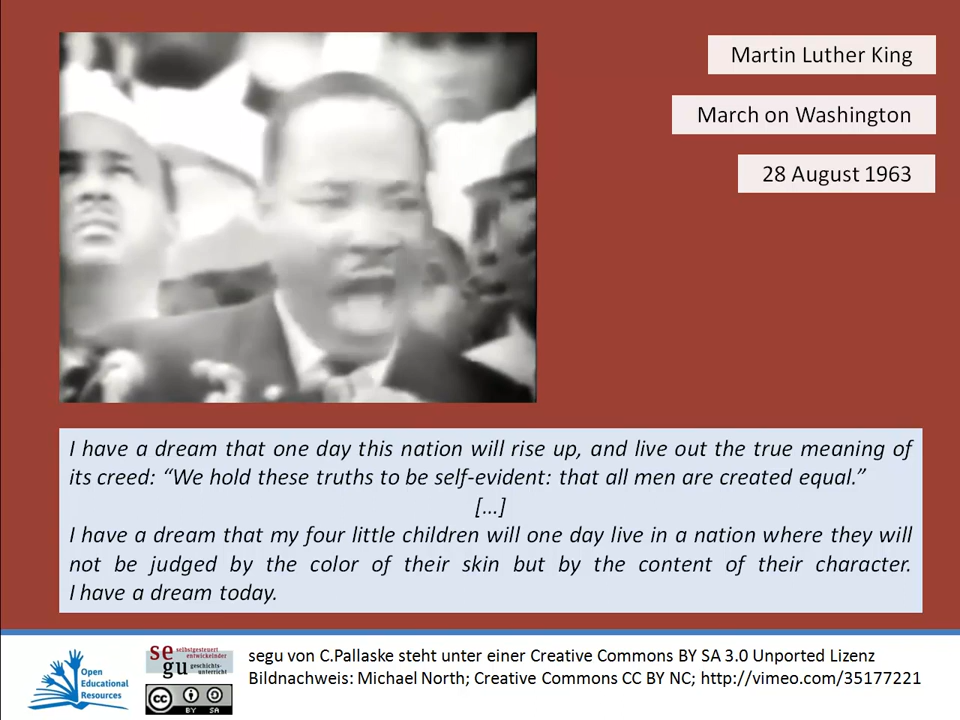 Martin Luther King
March on Washington
28 August 1963
I have a dream that one day this nation will rise up, and live out the true meaning of
its creed: “We hold these truths to be self-evident: that all men are created equal.”
[…]
I have a dream that my four little children will one day live in a nation where they will
not be judged by the color of their skin but by the content of their character.
I have a dream today.
Open
Educational
Resources
se selbstgesteuert
entwickelnder
gu geschichts-
unterricht
cc
BY SA
segu von C.Pallaske steht unter einer Creative Commons BY SA 3.0 Unported Lizenz
Bildnachweis: Michael North; Creative Commons CC BY NC; http://vimeo.com/35177221